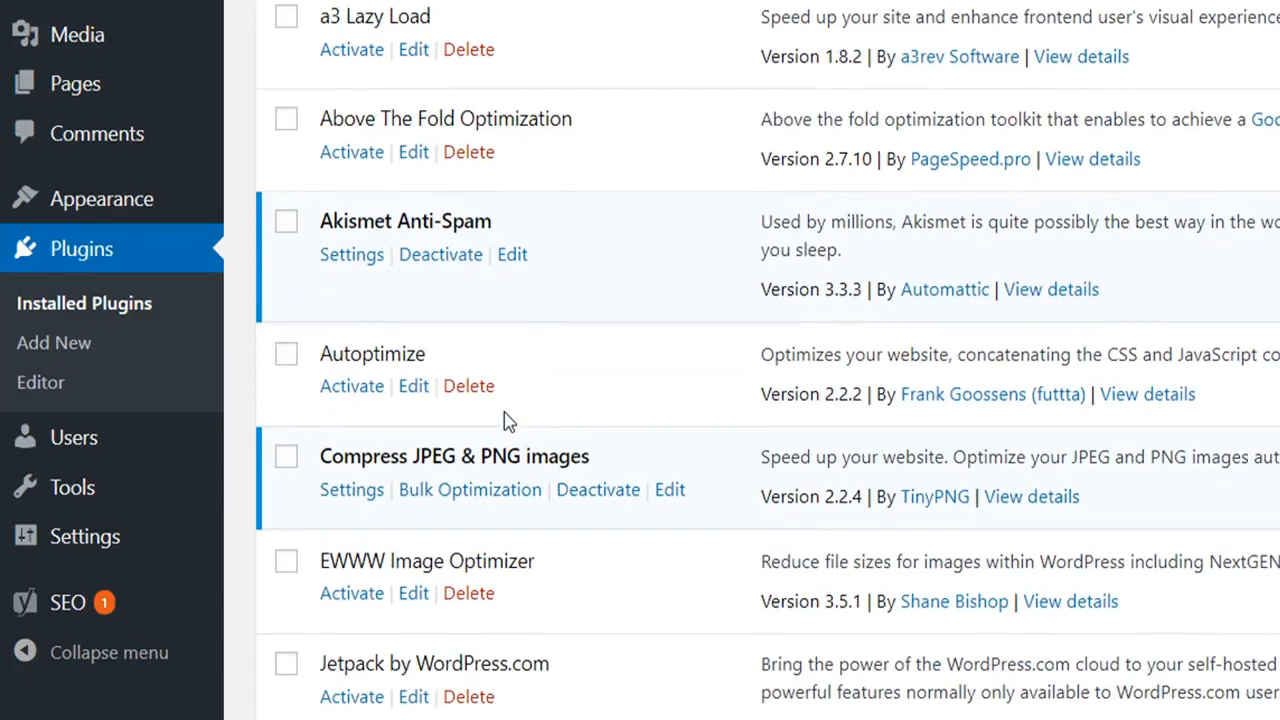 Media
Pages
Comments
Appearance
Plugins
Installed Plugins
Add New
Editor
Users
Tools
Settings
SEO 1
Collapse menu
a3 Lazy Load
Activate | Edit | Delete
Speed up your site and enhance frontend user's visual experience
Version 1.8.2 | By a3rev Software | View details
Above The Fold Optimization
Activate | Edit | Delete
Above the fold optimization toolkit that enables to achieve a Goo
Version 2.7.10 | By PageSpeed.pro | View details
Akismet Anti-Spam
Settings | Deactivate | Edit
Used by millions, Akismet is quite possibly the best way in the wo
you sleep.
Version 3.3.3 | By Automattic | View details
Autoptimize
Activate | Edit | Delete
Optimizes your website, concatenating the CSS and JavaScript co
Version 2.2.2 | By Frank Goossens (futtta) | View details
Compress JPEG & PNG images
Settings | Bulk Optimization | Deactivate | Edit
Speed up your website. Optimize your JPEG and PNG images aut
Version 2.2.4 | By TinyPNG | View details
EWWW Image Optimizer
Activate | Edit | Delete
Reduce file sizes for images within WordPress including NextGEN
Version 3.5.1 | By Shane Bishop | View details
Jetpack by WordPress.com
Activate | Edit | Delete
Bring the power of the WordPress.com cloud to your self-hosted
powerful features normally only available to WordPress.com user